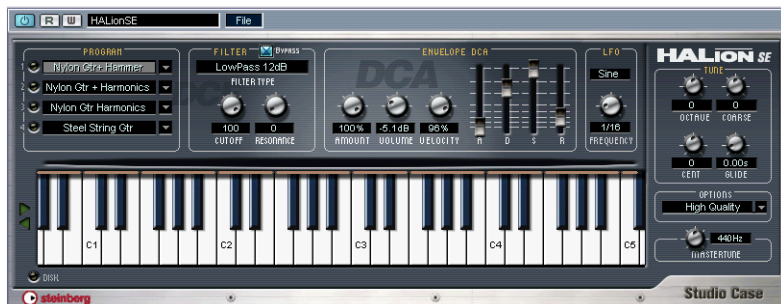 R W HALionSE File
PROGRAM
1 Nylon Gtr+ Hammer
2 Nylon Gtr + Harmonics
3 Nylon Gtr Harmonics
4 Steel String Gtr
FILTER BYPASS
LowPass 12dB
FILTER TYPE
100 0
CUTOFF RESONANCE
ENVELOPE DCA
DCA
100% -5.1dB 96%
AMOUNT VOLUME VELOCITY A D S R
LFO
Sine
1/16
FREQUENCY
HALion SE
TUNE
0 0
OCTAVE COARSE
0 0.00s
CENT GLIDE
OPTIONS
High Quality
440Hz
MASTERTUNE
C1 C2 C3 C4 C5
DISK
steinberg
Studio Case